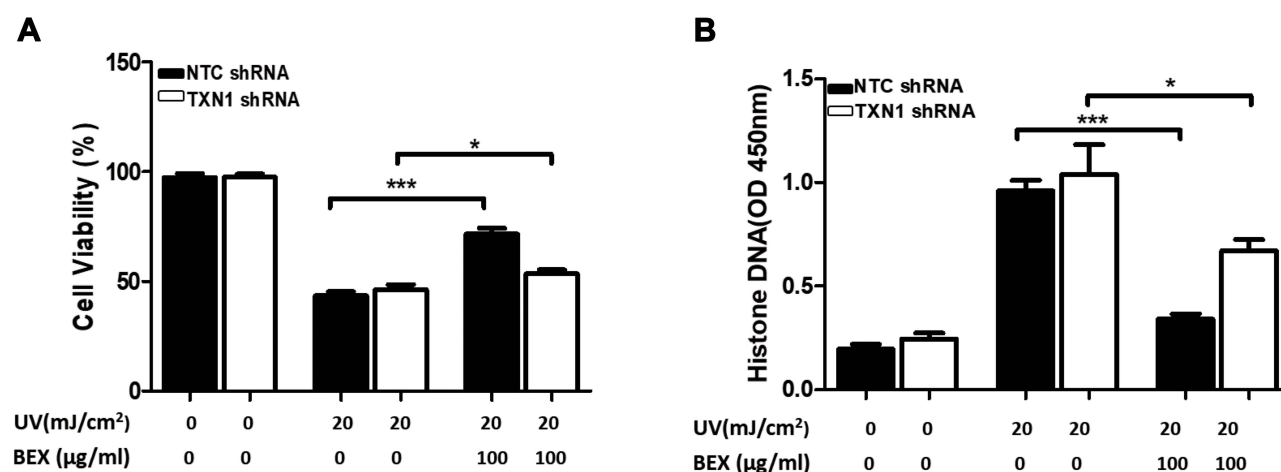 A
150
100
50
0
Cell Viability (%)
NTC shRNA
TXN1 shRNA
*
***
UV(mJ/cm²) 0 0 20 20 20 20
BEX (µg/ml) 0 0 0 0 100 100
B
1.5
1.0
0.5
0.0
Histone DNA(OD 450nm)
NTC shRNA
TXN1 shRNA
*
***
UV(mJ/cm²) 0 0 20 20 20 20
BEX (µg/ml) 0 0 0 0 100 100